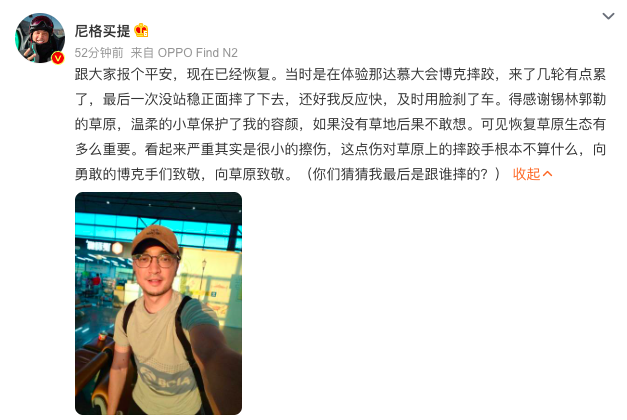 尼格买提
52分钟前 来自 OPPO Find N2
跟大家报个平安，现在已经恢复。当时是在体验那达慕大会博克摔跤，来了几轮有点累
了，最后一次没站稳正面摔了下去，还好我反应快，及时用脸刹了车。得感谢锡林郭勒
的草原，温柔的小草保护了我的容颜，如果没有草地后果不敢想。可见恢复草原生态有
多么重要。看起来严重其实是很小的擦伤，这点伤对草原上的摔跤手根本不算什么，向
勇敢的博克手们致敬，向草原致敬。（你们猜猜我最后是跟谁摔的？） 收起